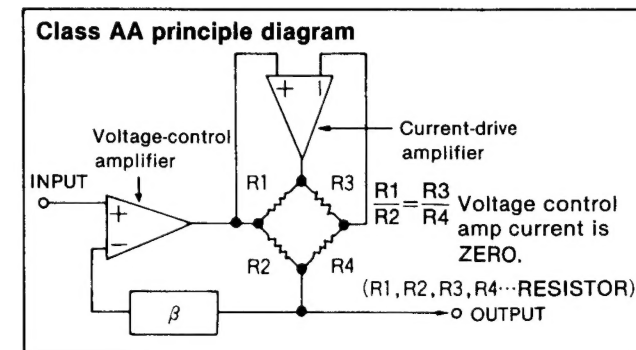 Class AA principle diagram
+ −
Voltage-control
amplifier
Current-drive
amplifier
INPUT
R1 R3
+
−
R1/R2=R3/R4
Voltage control
amp current is
ZERO.
R2 R4
(R1,R2,R3,R4···RESISTOR)
β
OUTPUT